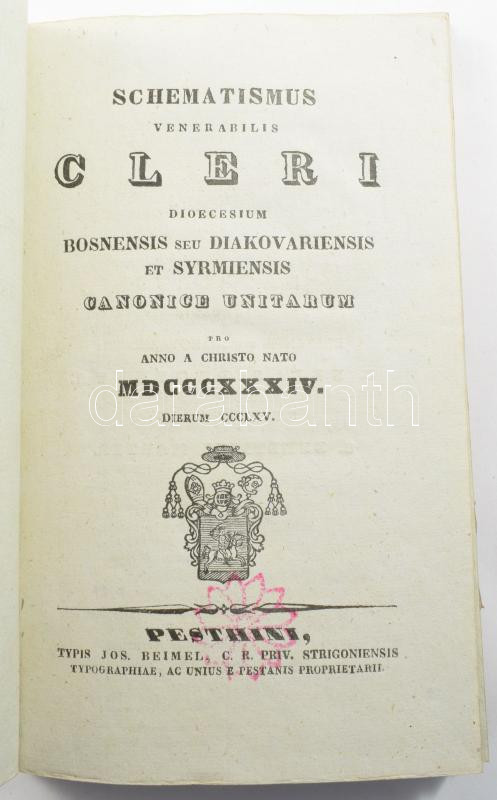 SCHEMATISMUS
VENERABILIS
CLERI
DIOECESIUM
BOSNENSIS SEU DIAKOVARIENSIS
ET SYRMIENSIS
CANONICE UNITARUM
PRO
ANNO A CHRISTO NATO
MDCCCXXXIV.
darabanth
DIERUM CCCLXV.
PESTHINI,
TYPIS JOS. BEIMEL, C. R. PRIV. STRIGONIENSIS
TYPOGRAPHIAE, AC UNIUS E PESTANIS PROPRIETARII.